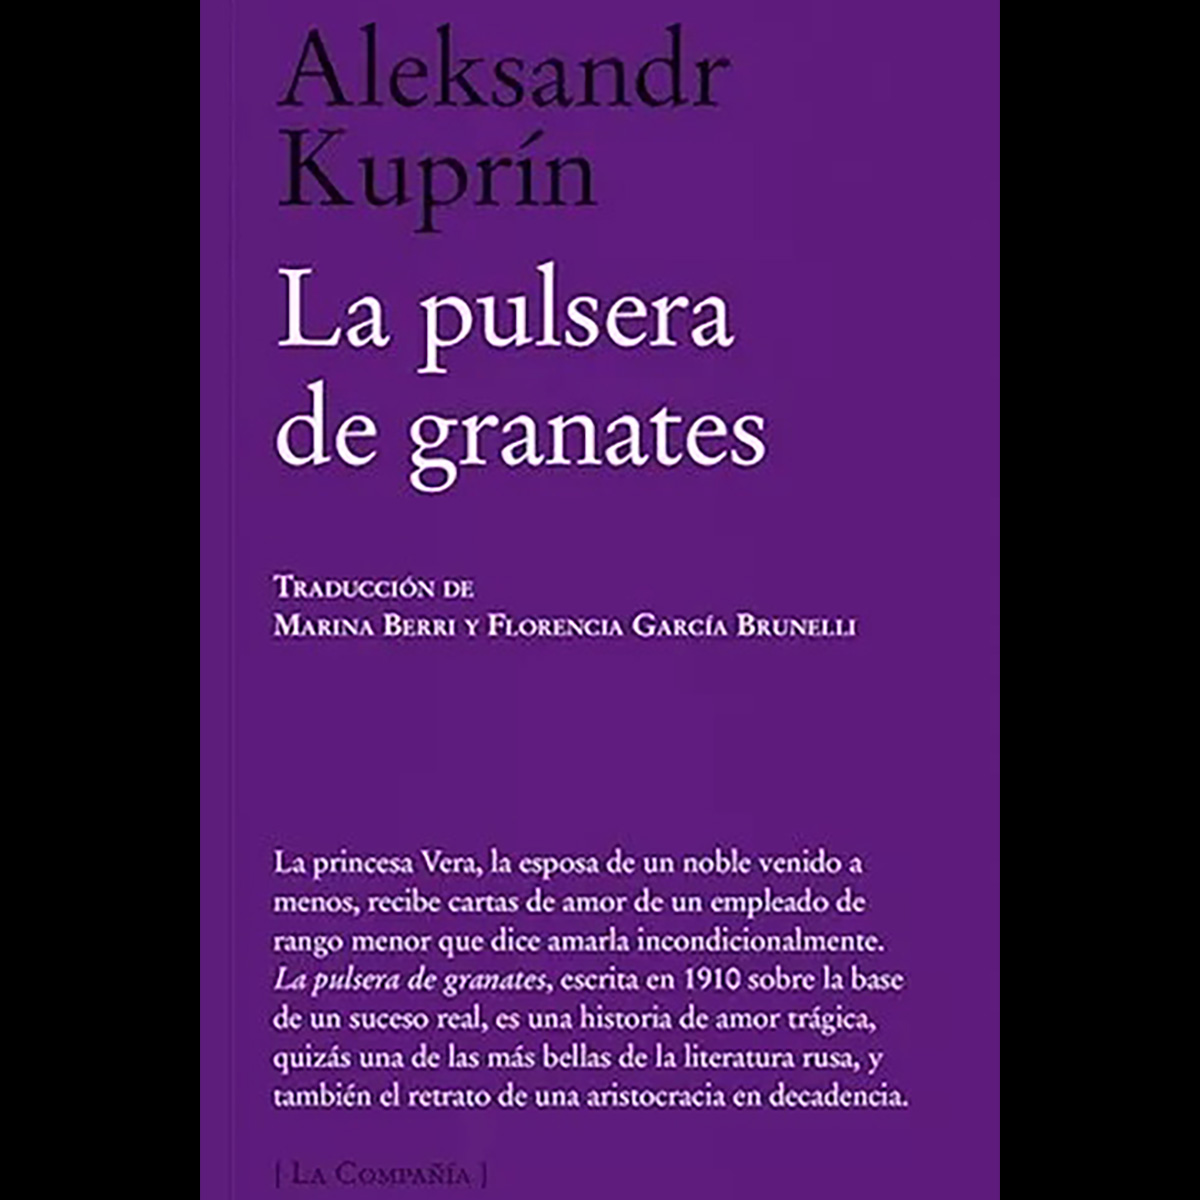 Aleksandr
Kuprín
La pulsera
de granates
Traducción de
Marina Berri y Florencia García Brunelli
La princesa Vera, la esposa de un noble venido a
menos, recibe cartas de amor de un empleado de
rango menor que dice amarla incondicionalmente.
La pulsera de granates, escrita en 1910 sobre la base
de un suceso real, es una historia de amor trágica,
quizás una de las más bellas de la literatura rusa, y
también el retrato de una aristocracia en decadencia.
[ La Compañía ]